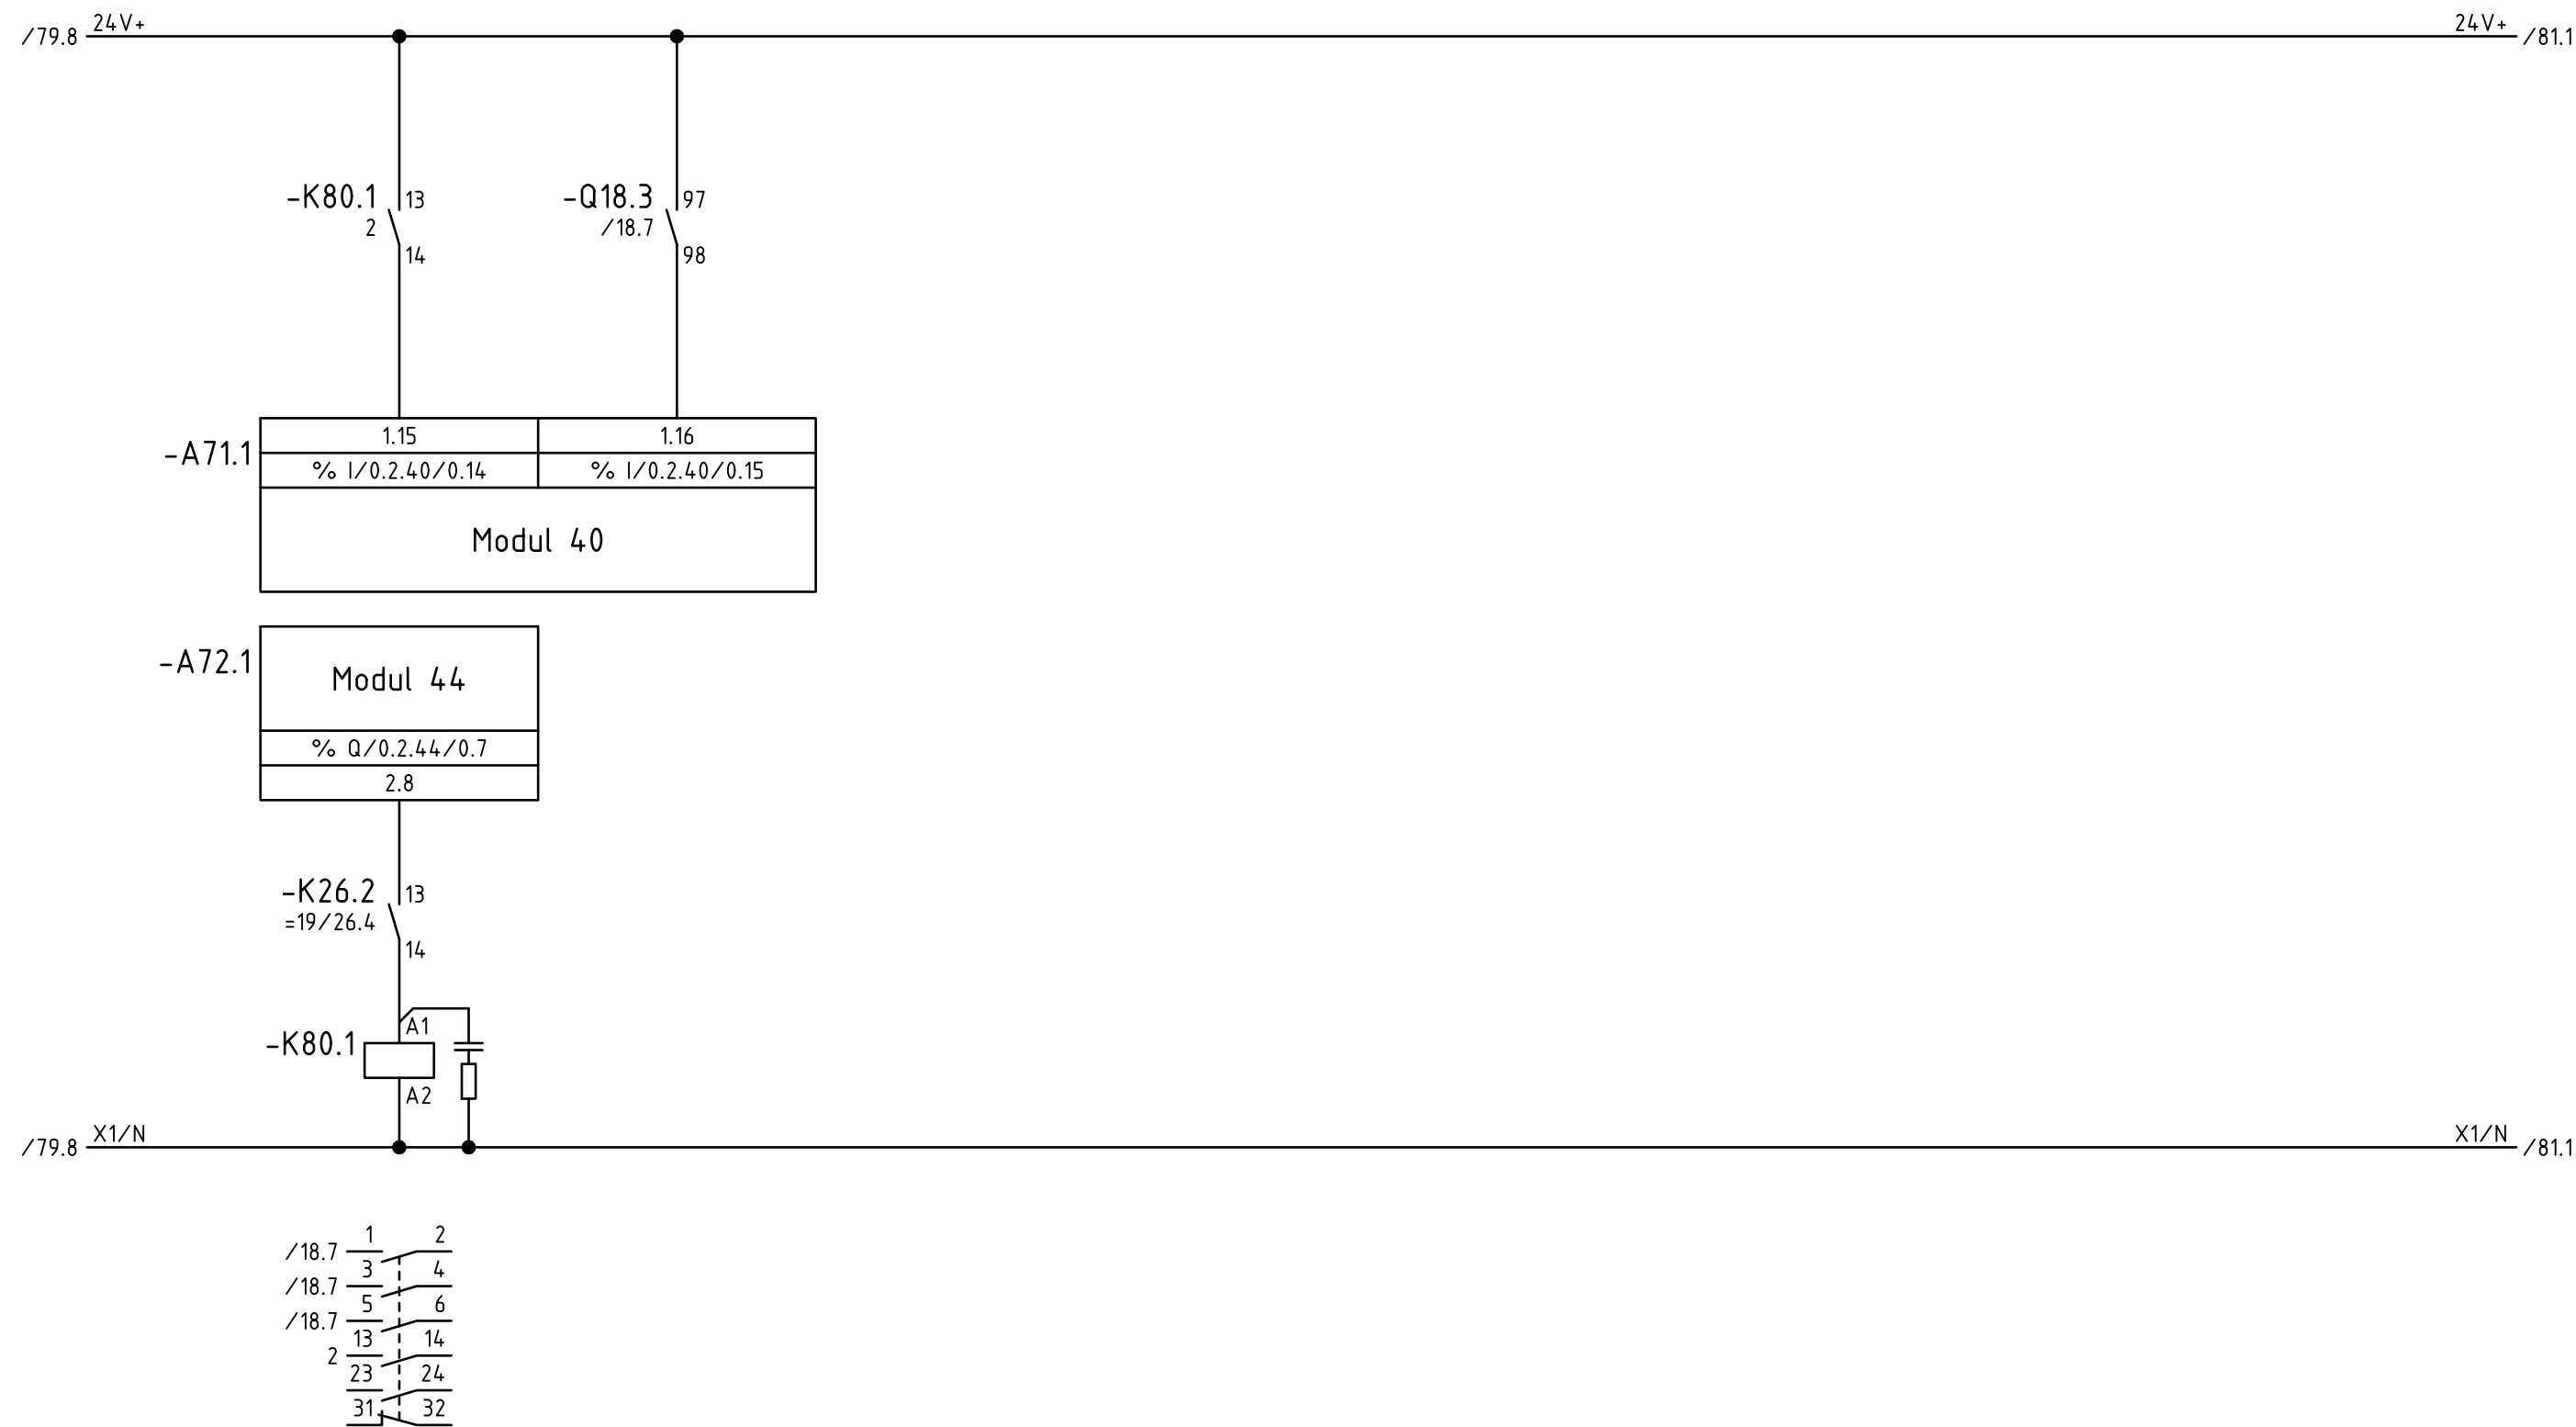 24V+ 24V+
/79.8 /81.1
-K80.1 13 -Q18.3 97
2 /18.7
14 98
1.15 1.16
-A71.1
% I/0.2.40/0.14 % I/0.2.40/0.15
Modul 40
-A72.1
Modul 44
% Q/0.2.44/0.7
2.8
-K26.2 13
=19/26.4
14
A1
-K80.1
A2
X1/N X1/N
/79.8 /81.1
1 2
/18.7
3 4
/18.7
5 6
/18.7
13 14
2
23 24
31 32